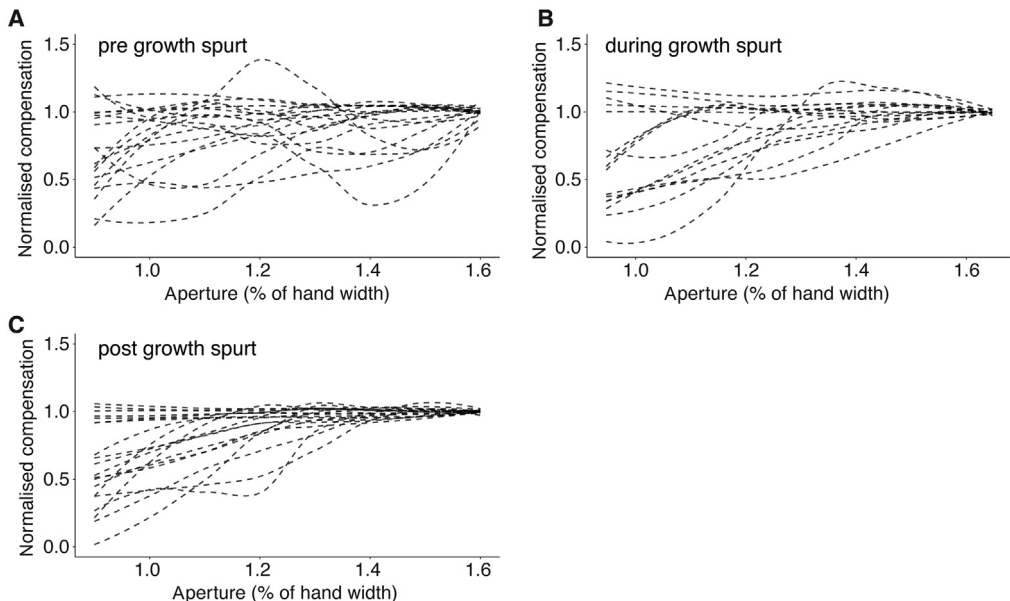 A
pre growth spurt
Normalised compensation
1.5
1.0
0.5
0.0
1.0 1.2 1.4 1.6
Aperture (% of hand width)
B
during growth spurt
Normalised compensation
1.5
1.0
0.5
0.0
1.0 1.2 1.4 1.6
Aperture (% of hand width)
C
post growth spurt
Normalised compensation
1.5
1.0
0.5
0.0
1.0 1.2 1.4 1.6
Aperture (% of hand width)